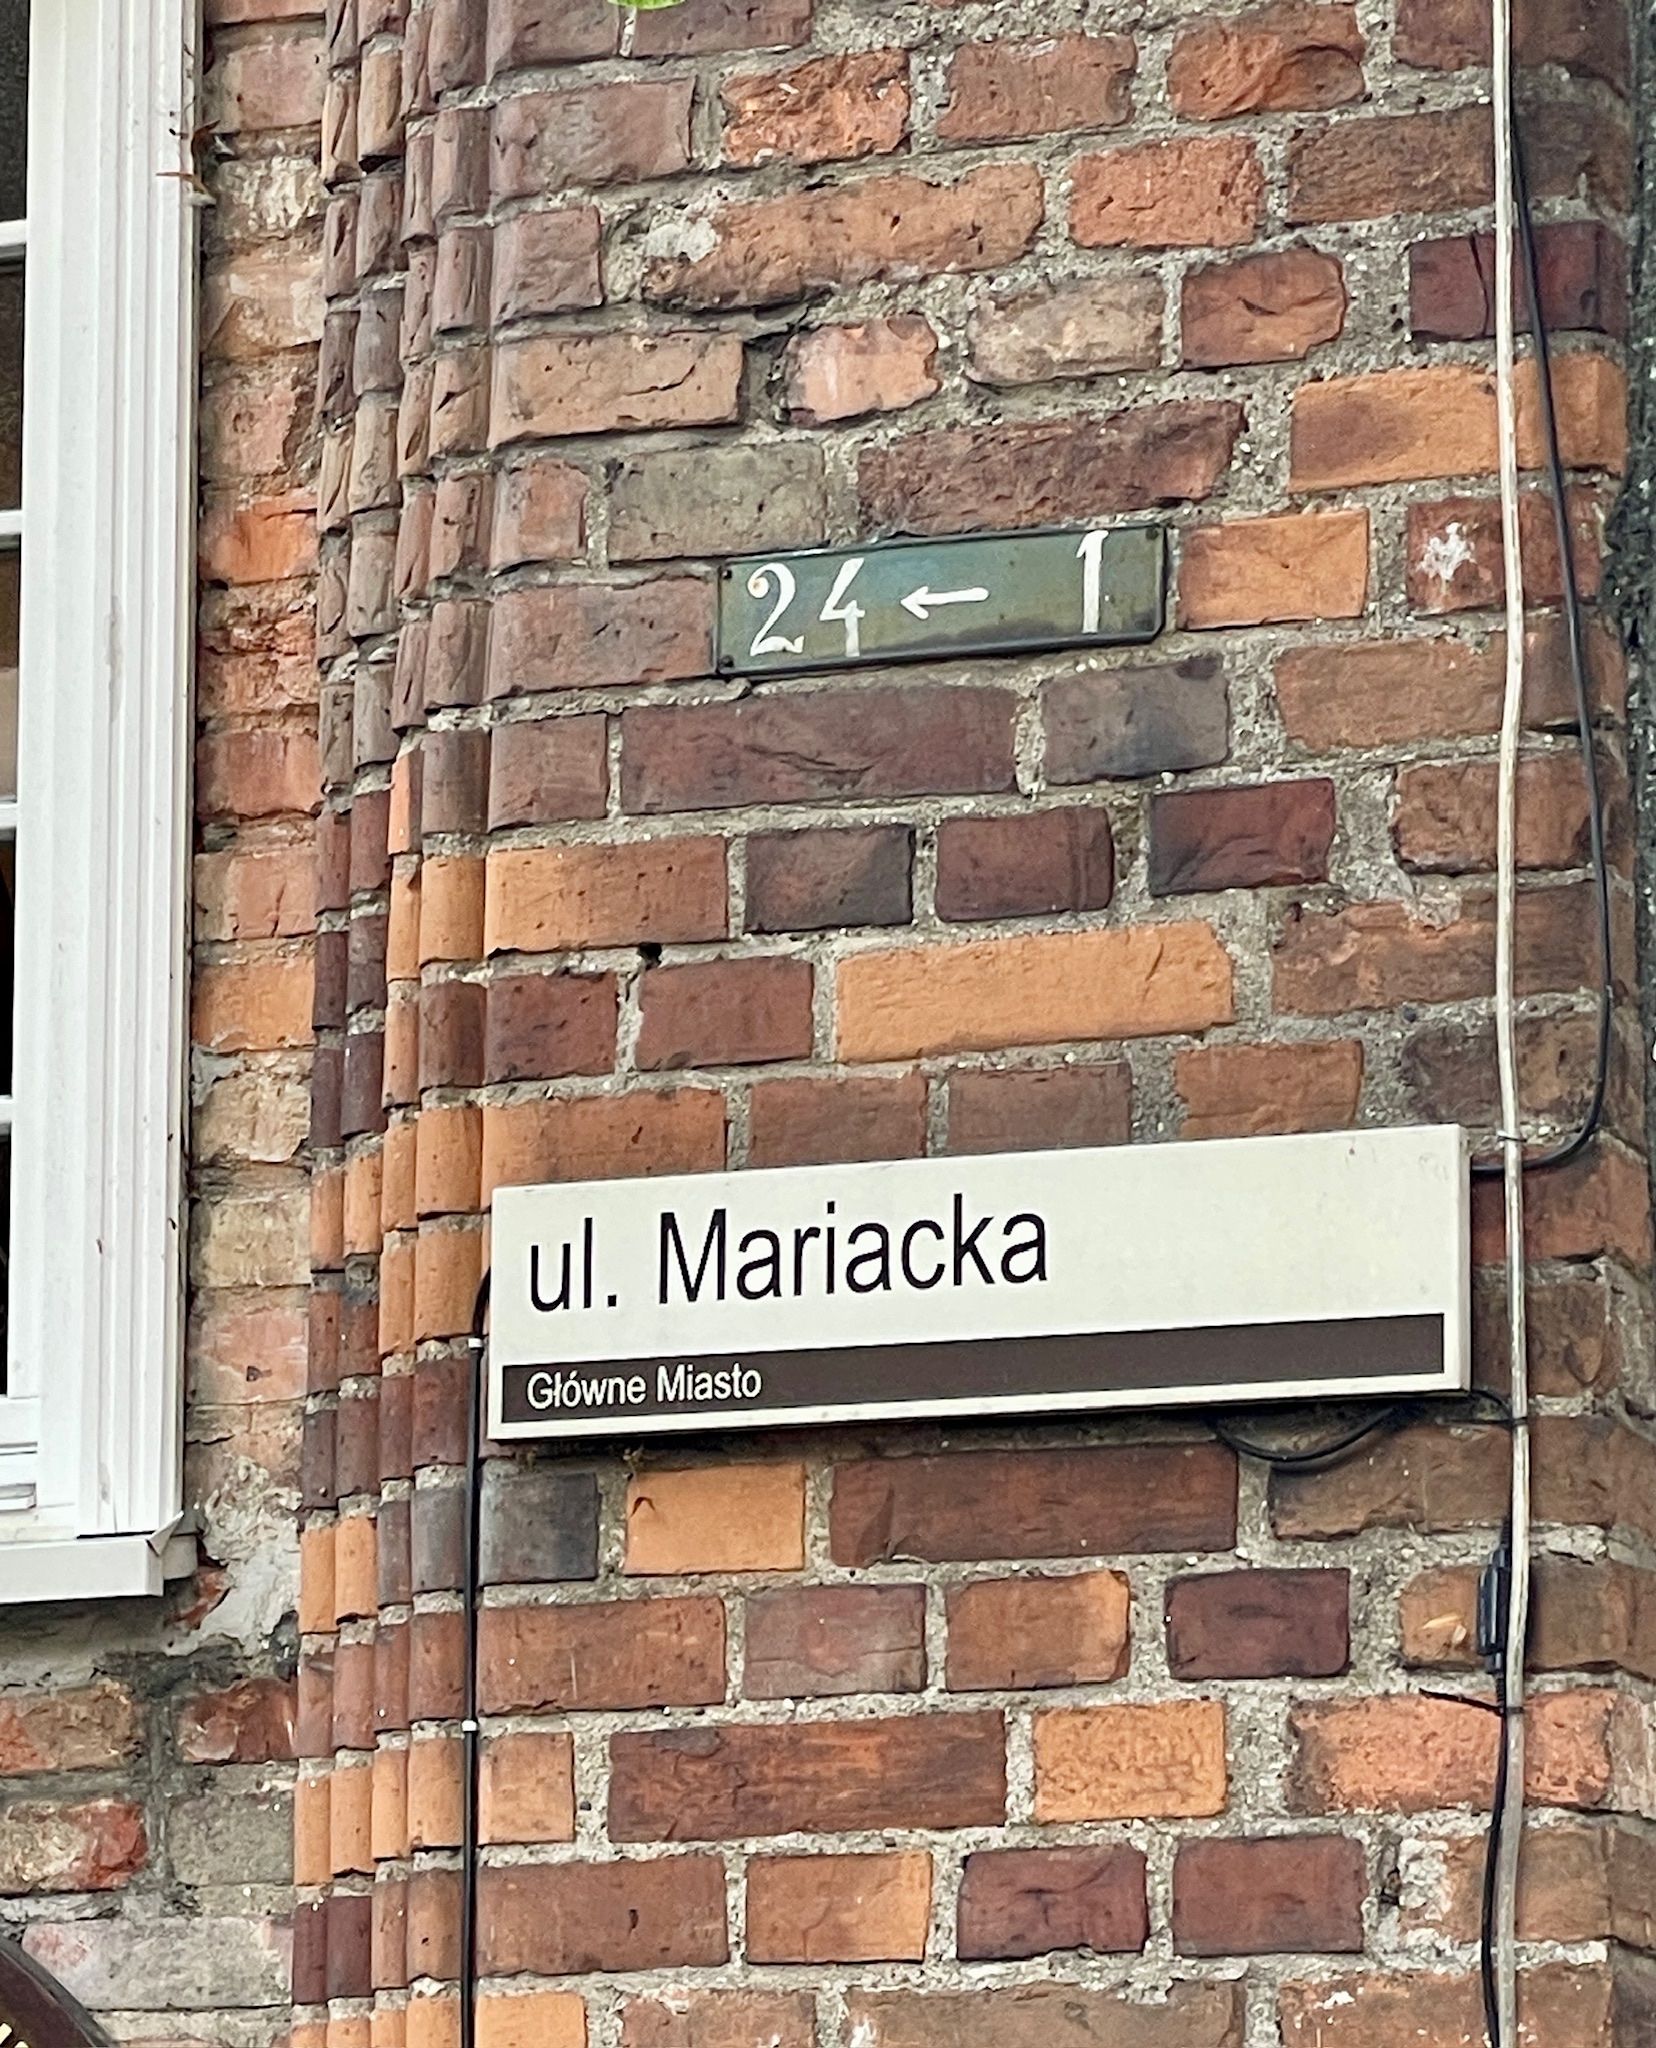 24 ← 1
ul. Mariacka
Główne Miasto